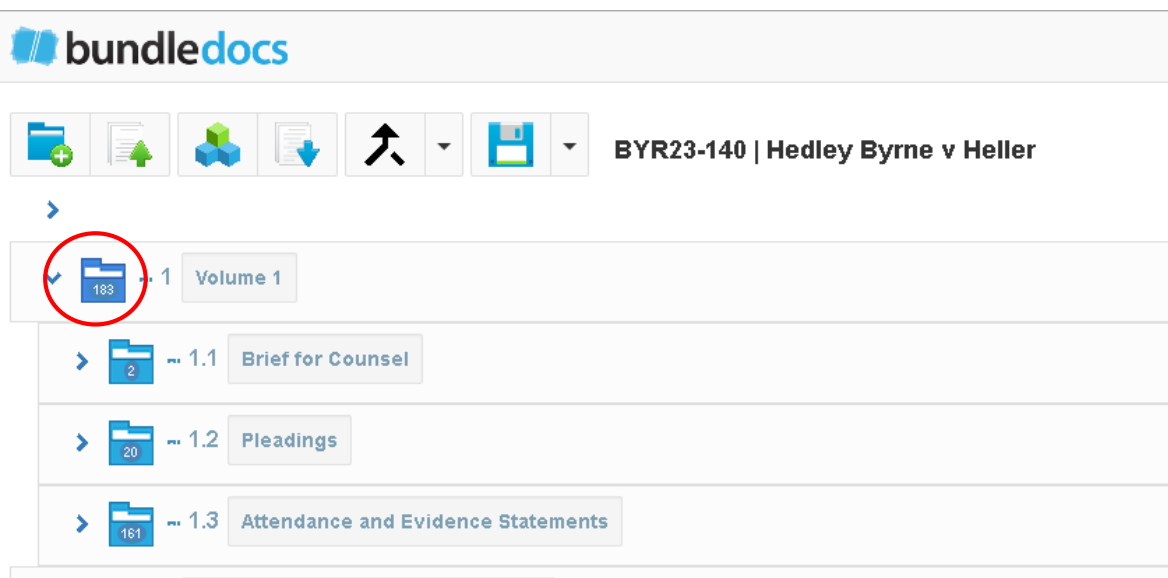 bundledocs
BYR23-140 | Hedley Byrne v Heller
183 1 Volume 1
2 1.1 Brief for Counsel
20 1.2 Pleadings
161 1.3 Attendance and Evidence Statements